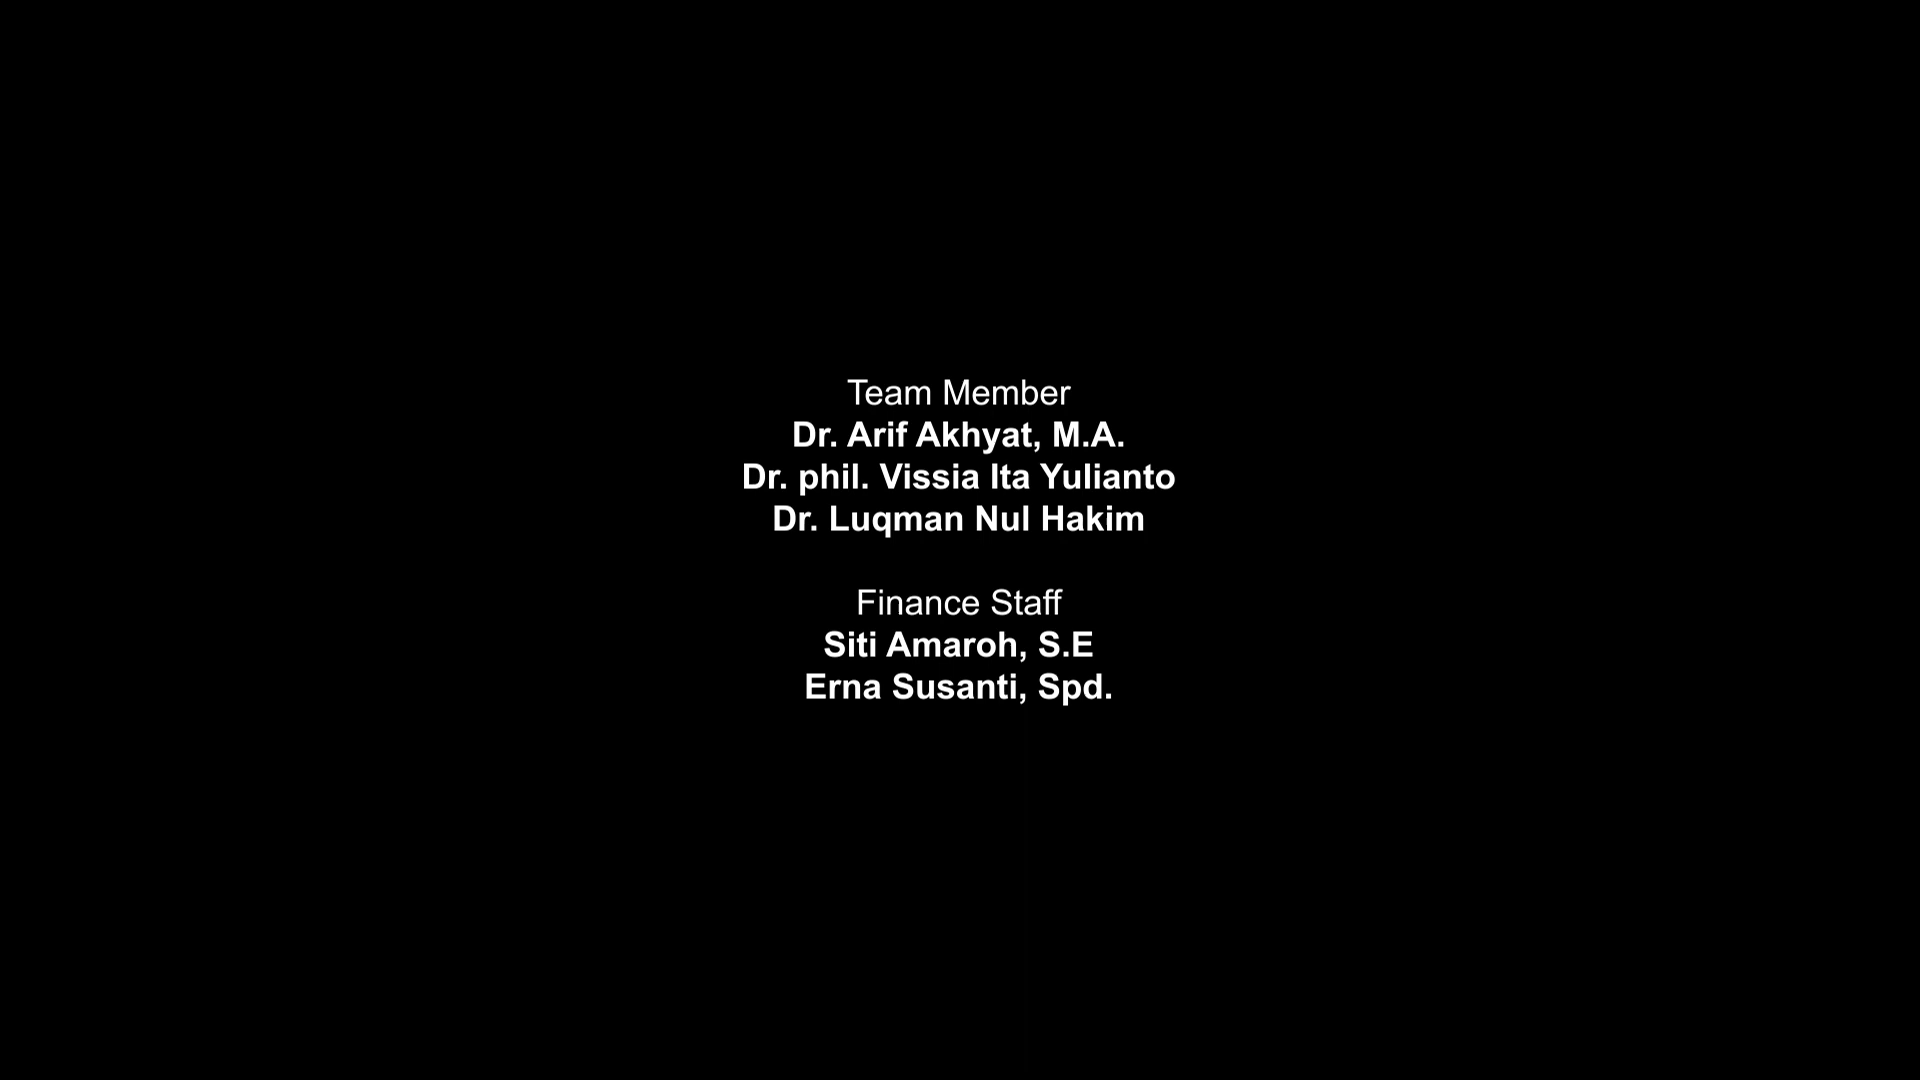 Team Member
Dr. Arif Akhyat, M.A.
Dr. phil. Vissia Ita Yulianto
Dr. Luqman Nul Hakim
Finance Staff
Siti Amaroh, S.E
Erna Susanti, Spd.